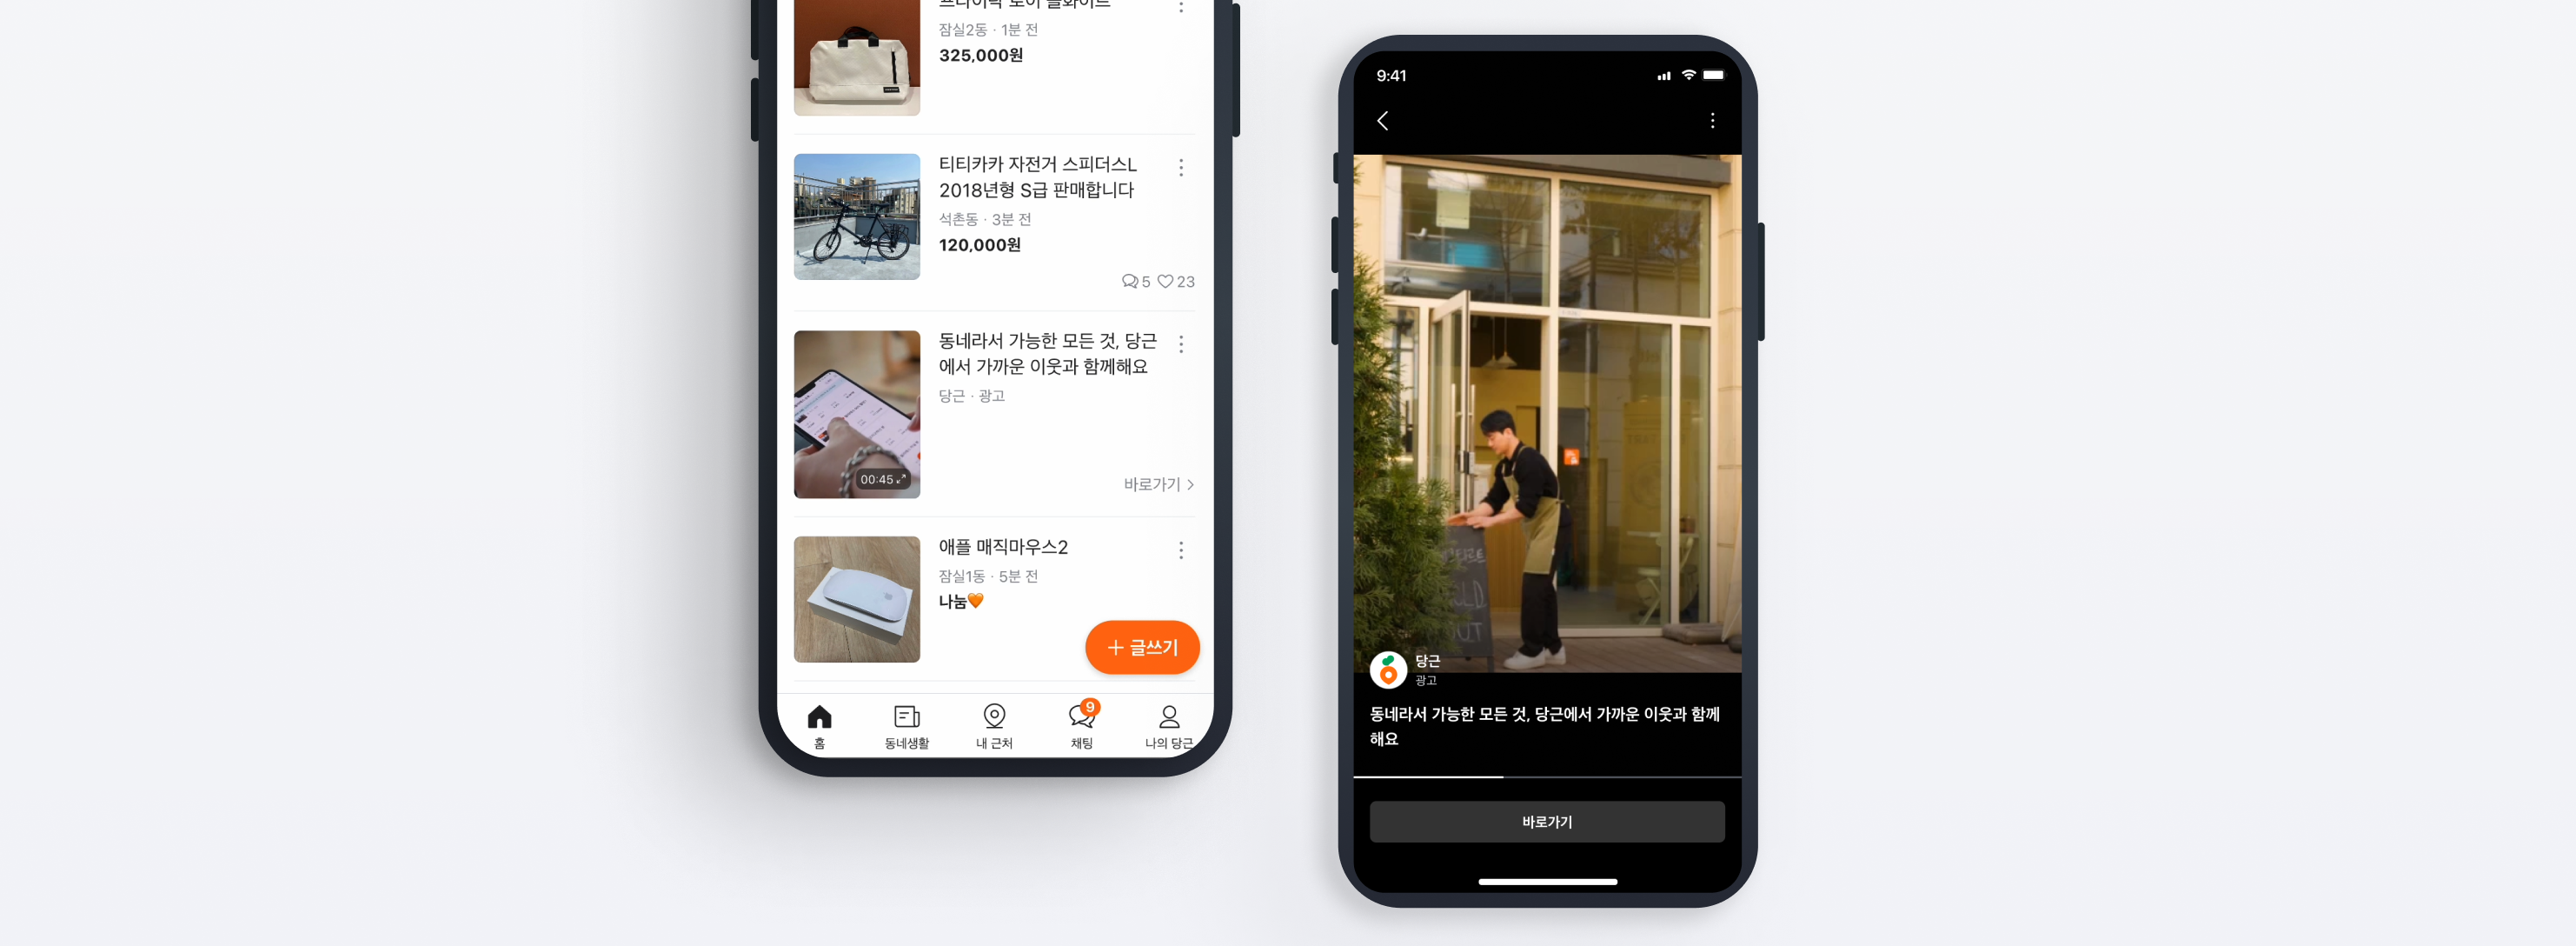 잠실2동 · 1분 전
325,000원
티티카카 자전거 스피더스L
2018년형 S급 판매합니다
석촌동 · 3분 전
120,000원
5 23
동네라서 가능한 모든 것, 당근
에서 가까운 이웃과 함께해요
당근 · 광고
00:45
바로가기 >
애플 매직마우스2
잠실1동 · 5분 전
나눔🧡
+ 글쓰기
9
홈
동네생활
내 근처
채팅
나의 당근
9:41
당근
광고
동네라서 가능한 모든 것, 당근에서 가까운 이웃과 함께
해요
바로가기